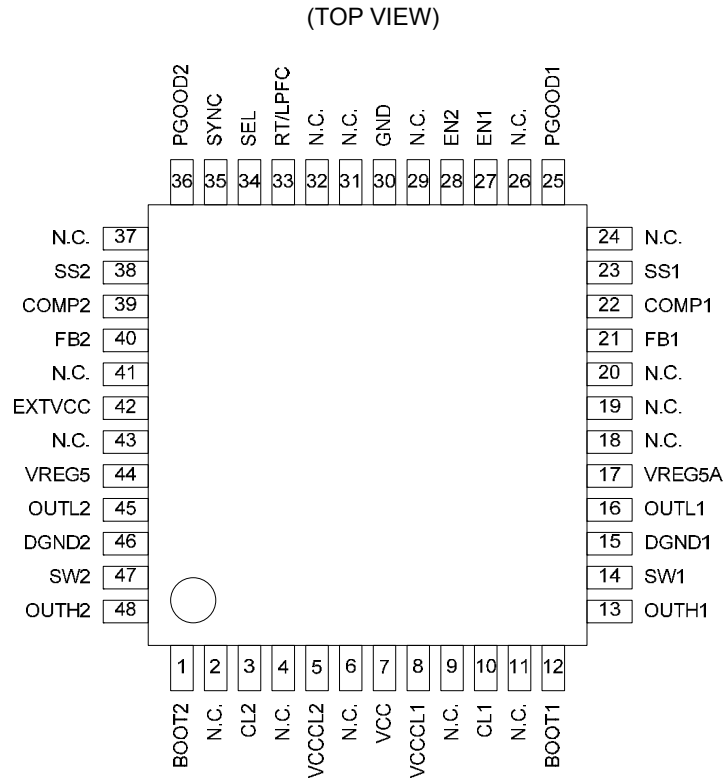 (TOP VIEW)
PGOOD2 SYNC SEL RT/LPFC N.C. N.C. GND N.C. EN2 EN1 N.C. PGOOD1
36 35 34 33 32 31 30 29 28 27 26 25
N.C. 37 24 N.C.
SS2 38 23 SS1
COMP2 39 22 COMP1
FB2 40 21 FB1
N.C. 41 20 N.C.
EXTVCC 42 19 N.C.
N.C. 43 18 N.C.
VREG5 44 17 VREG5A
OUTL2 45 16 OUTL1
DGND2 46 15 DGND1
SW2 47 14 SW1
OUTH2 48 13 OUTH1
1 2 3 4 5 6 7 8 9 10 11 12
BOOT2 N.C. CL2 N.C. VCCCL2 N.C. VCC VCCCL1 N.C. CL1 N.C. BOOT1